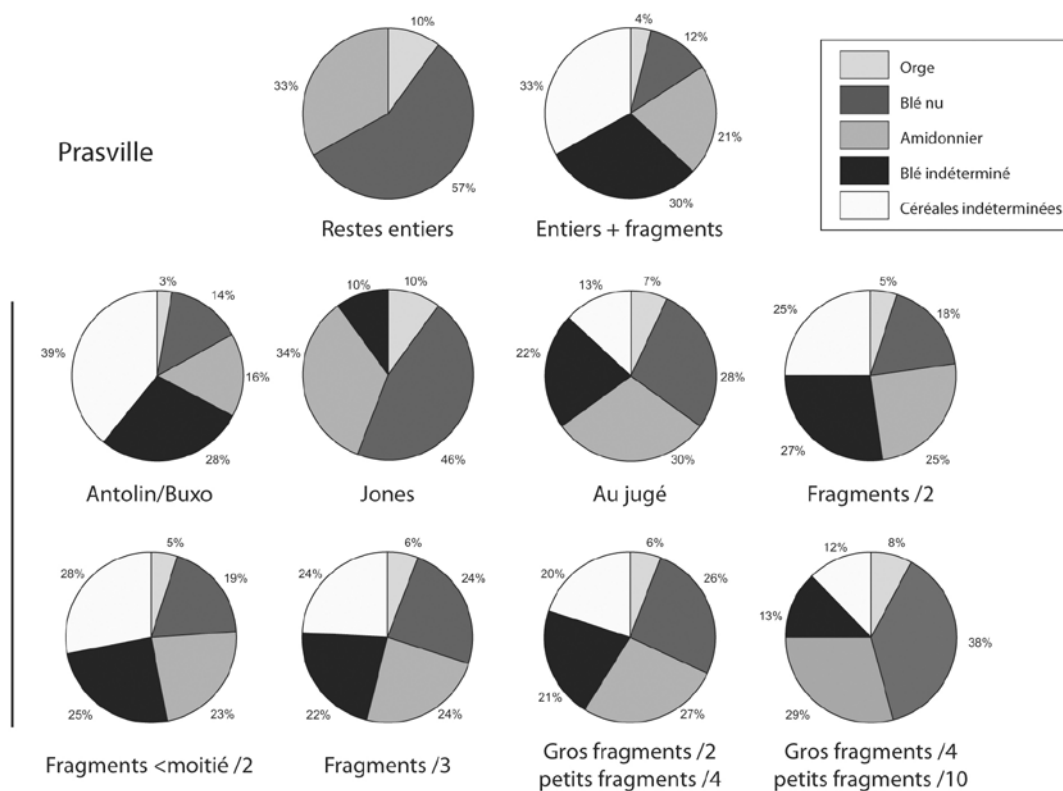 10%
33%
57%
Restes entiers
4%
12%
33%
21%
30%
Entiers + fragments
Orge
Blé nu
Amidonnier
Blé indéterminé
Céréales indéterminées
Prasville
3%
14%
39%
16%
28%
Antolin/Buxo
10%
10%
34%
46%
Jones
7%
13%
22%
28%
30%
Au jugé
5%
25%
18%
27%
25%
Fragments /2
5%
28%
19%
25%
23%
Fragments <moitié /2
6%
24%
24%
22%
24%
Fragments /3
6%
20%
26%
21%
27%
Gros fragments /2
petits fragments /4
8%
12%
13%
38%
29%
Gros fragments /4
petits fragments /10